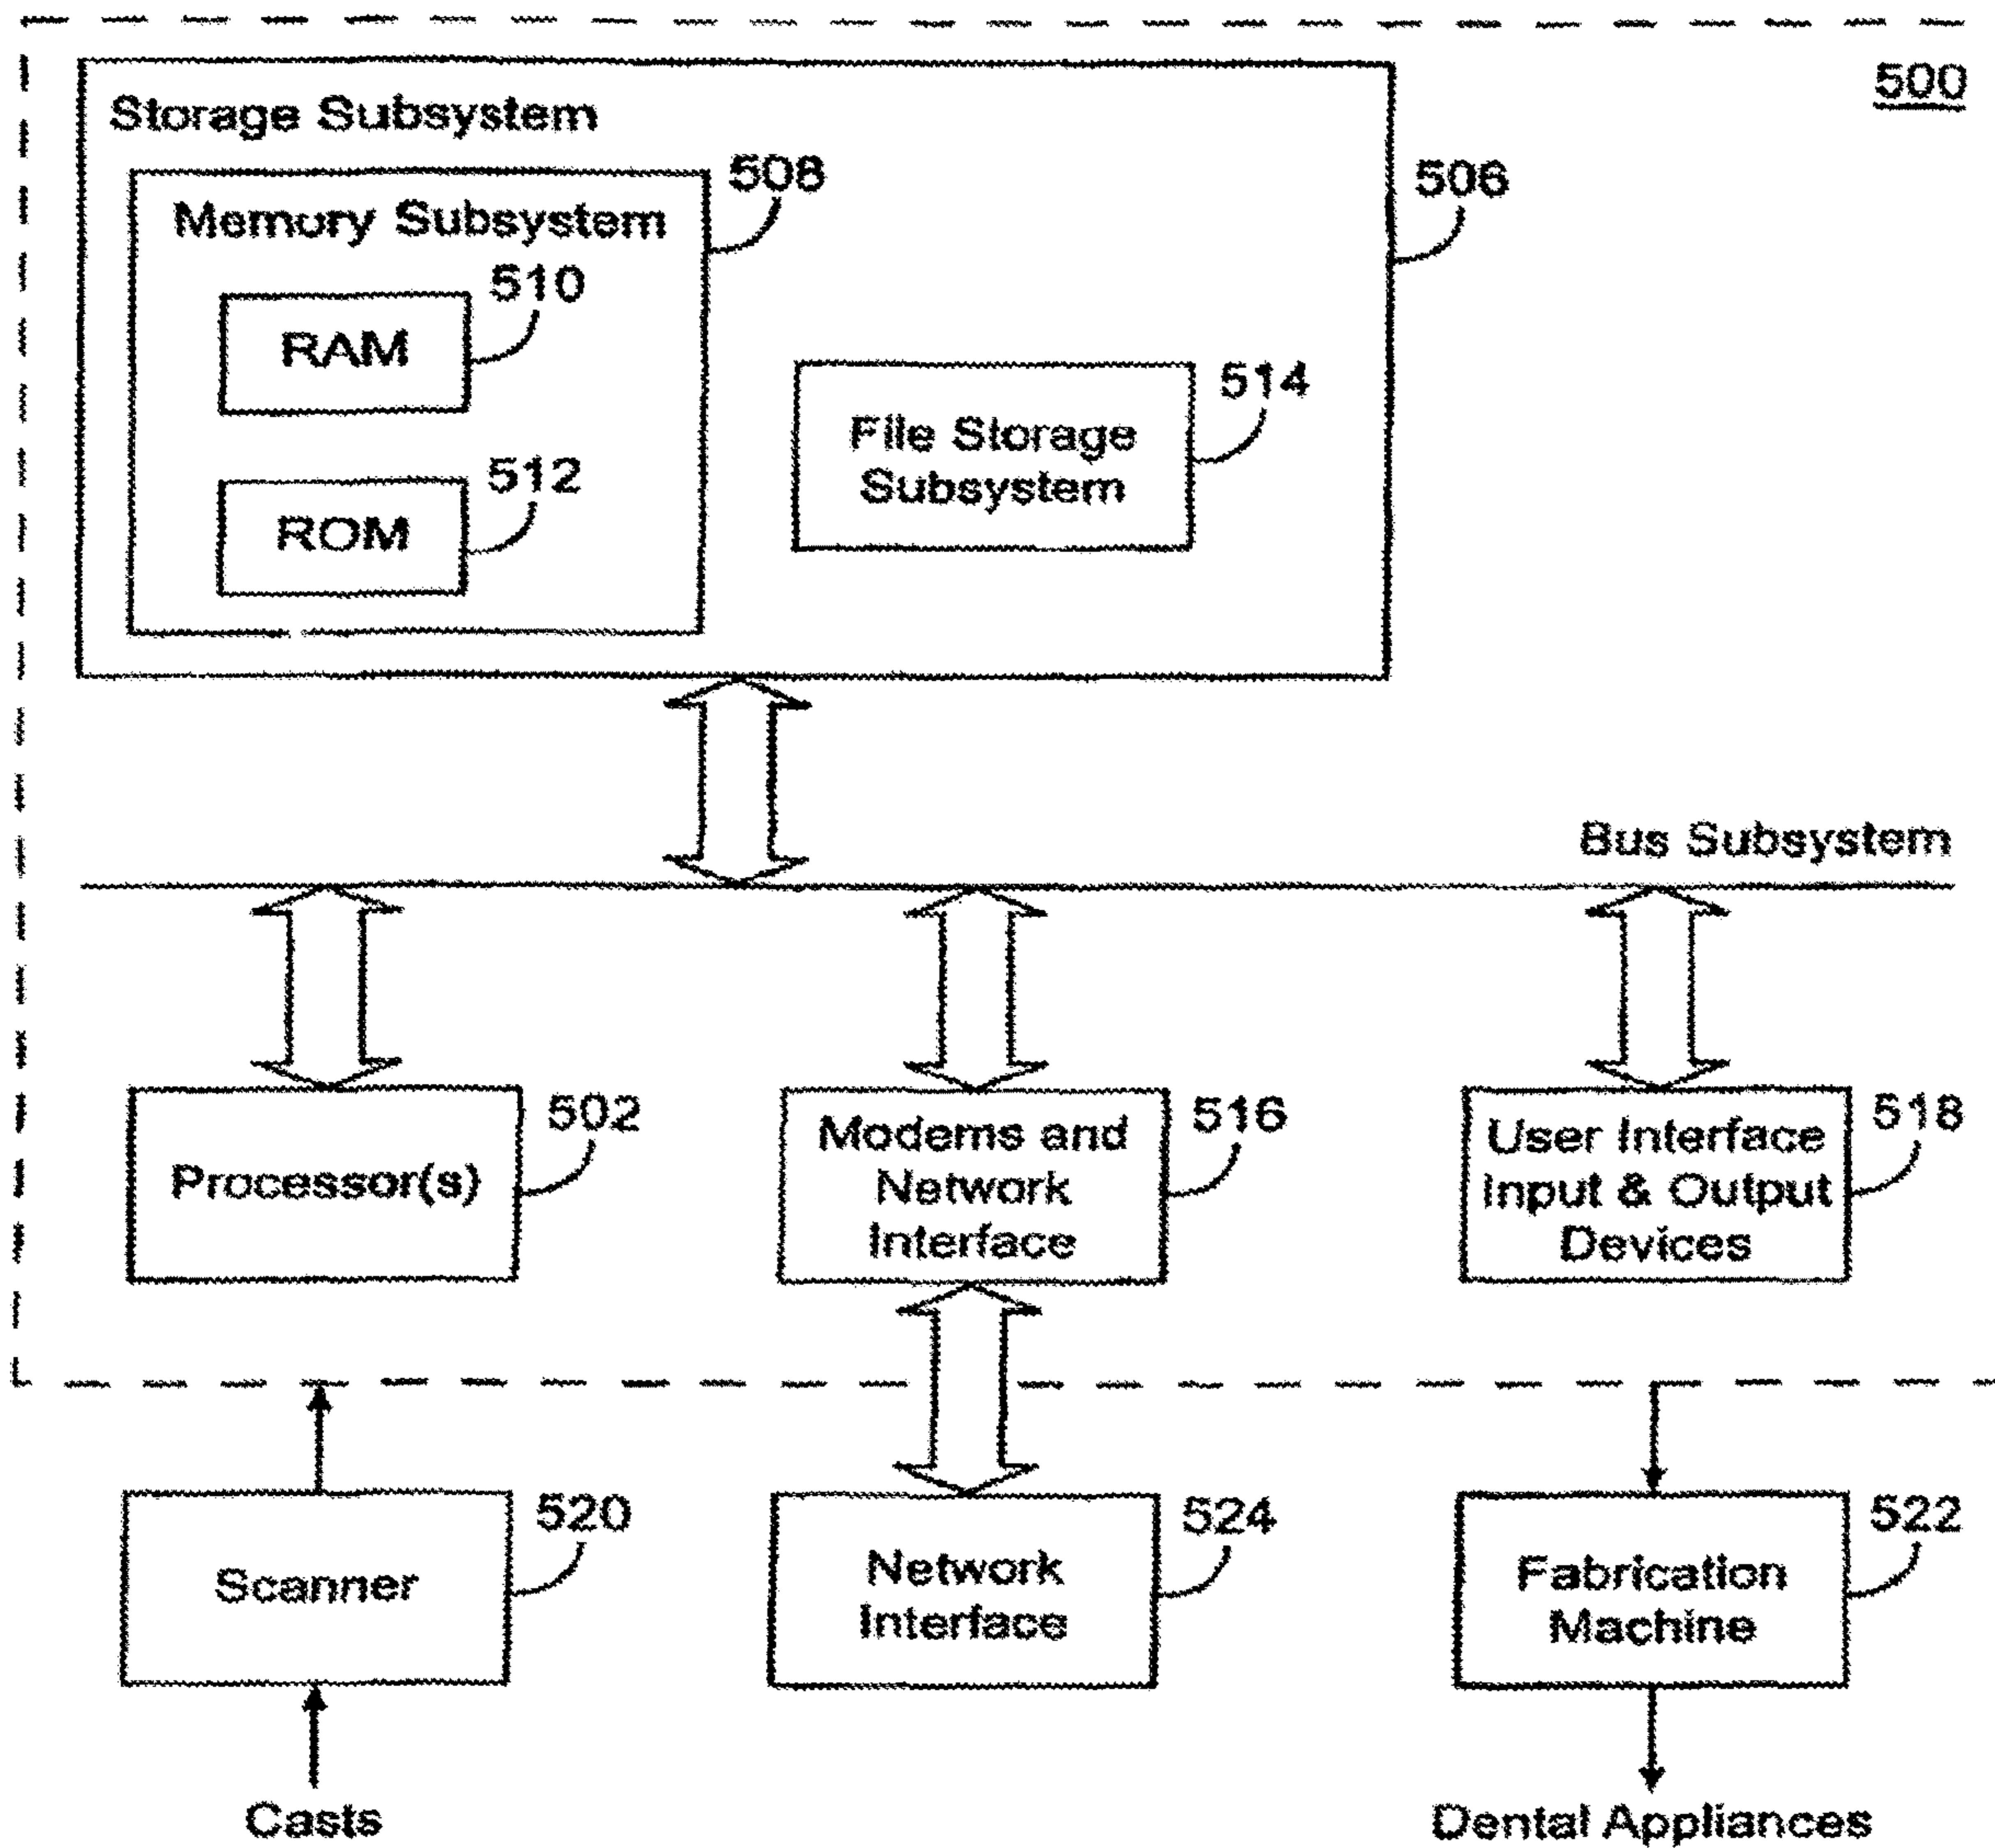 500
Storage Subsystem
508
506
Memory Subsystem
510
RAM
514
File Storage
Subsystem
512
ROM
Bus Subsystem
502
Processor(s)
516
Modems and
Network
Interface
518
User Interface
Input & Output
Devices
520
Scanner
524
Network
Interface
522
Fabrication
Machine
Casts
Dental Appliances